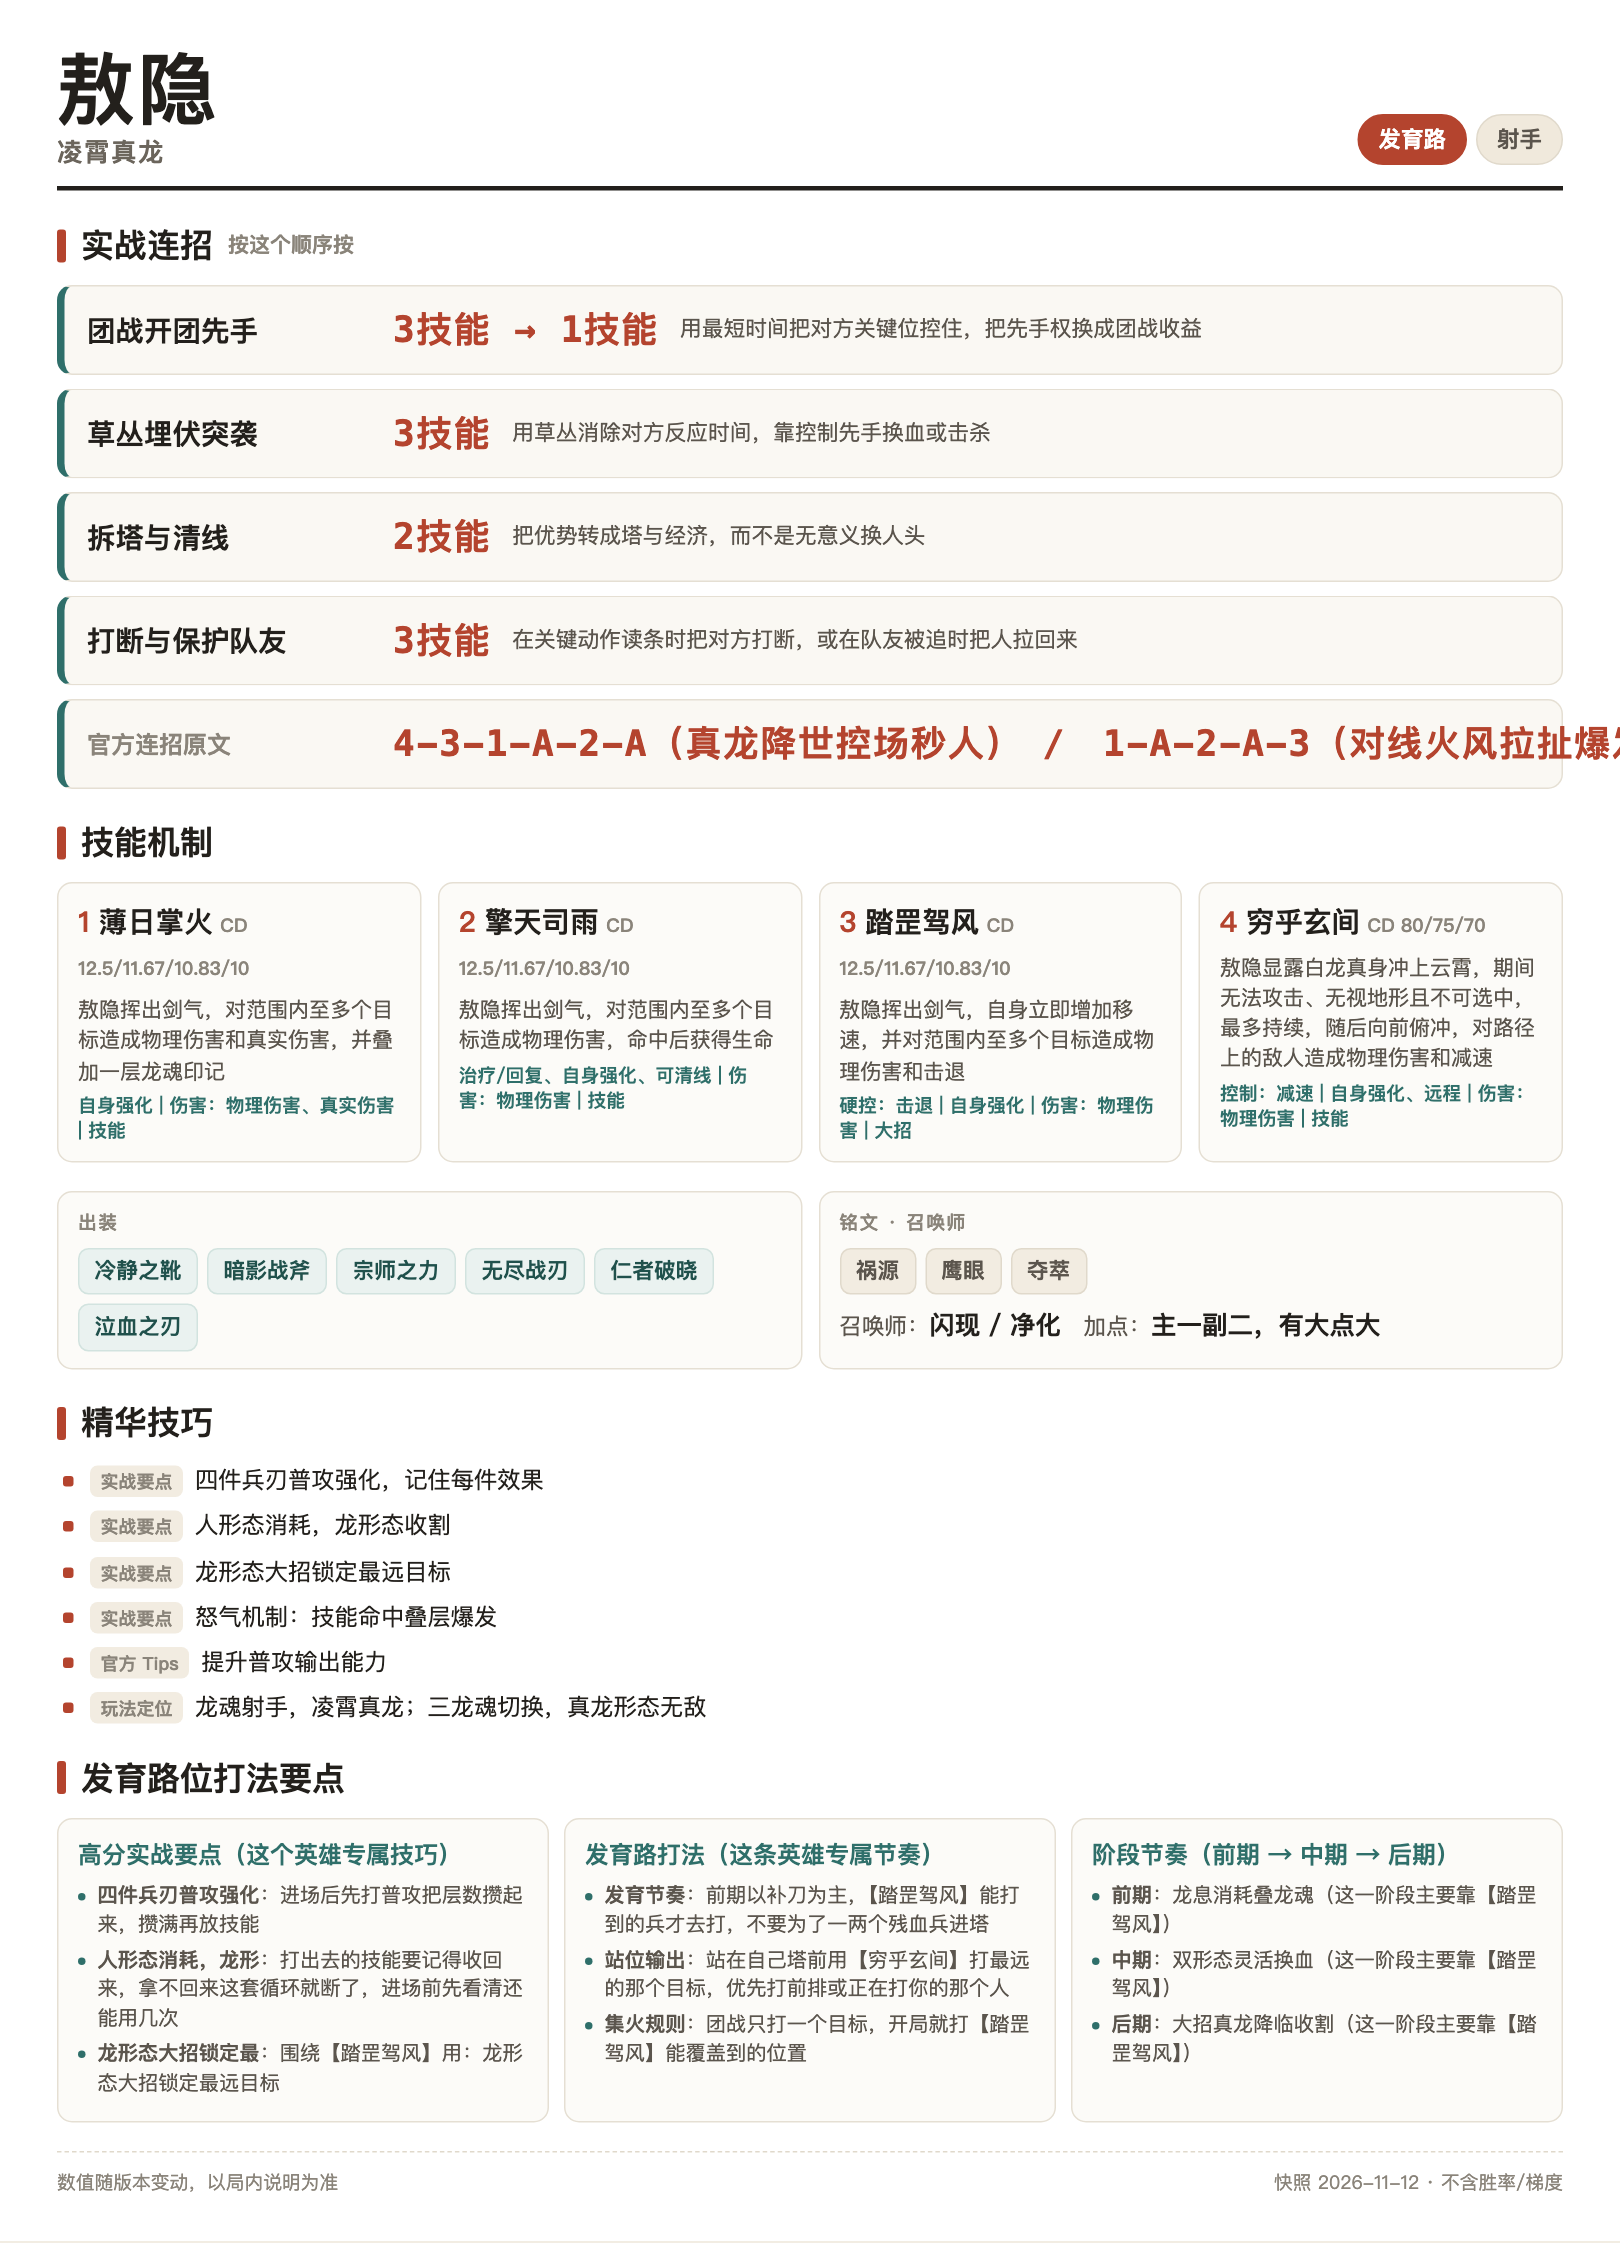 敖隐
凌霄真龙
发育路 射手
实战连招 按这个顺序按
团战开团先手 3技能 → 1技能 用最短时间把对方关键位控住，把先手权换成团战收益
草丛埋伏突袭 3技能 用草丛消除对方反应时间，靠控制先手换血或击杀
拆塔与清线 2技能 把优势转成塔与经济，而不是无意义换人头
打断与保护队友 3技能 在关键动作读条时把对方打断，或在队友被追时把人拉回来
官方连招原文 4-3-1-A-2-A（真龙降世控场秒人） / 1-A-2-A-3（对线火风拉扯爆
技能机制
1 薄日掌火 CD
12.5/11.67/10.83/10
敖隐挥出剑气，对范围内至多个目
标造成物理伤害和真实伤害，并叠
加一层龙魂印记
自身强化 | 伤害：物理伤害、真实伤害
| 技能
2 擎天司雨 CD
12.5/11.67/10.83/10
敖隐挥出剑气，对范围内至多个目
标造成物理伤害，命中后获得生命
治疗/回复、自身强化、可清线 | 伤
害：物理伤害 | 技能
3 踏罡驾风 CD
12.5/11.67/10.83/10
敖隐挥出剑气，自身立即增加移
速，并对范围内至多个目标造成物
理伤害和击退
硬控：击退 | 自身强化 | 伤害：物理伤
害 | 大招
4 穷乎玄间 CD 80/75/70
敖隐显露白龙真身冲上云霄，期间
无法攻击、无视地形且不可选中，
最多持续，随后向前俯冲，对路径
上的敌人造成物理伤害和减速
控制：减速 | 自身强化、远程 | 伤害：
物理伤害 | 技能
出装
冷静之靴 暗影战斧 宗师之力 无尽战刃 仁者破晓
泣血之刃
铭文 · 召唤师
祸源 鹰眼 夺萃
召唤师：闪现 / 净化 加点：主一副二，有大点大
精华技巧
实战要点 四件兵刃普攻强化，记住每件效果
实战要点 人形态消耗，龙形态收割
实战要点 龙形态大招锁定最远目标
实战要点 怒气机制：技能命中叠层爆发
官方 Tips 提升普攻输出能力
玩法定位 龙魂射手，凌霄真龙；三龙魂切换，真龙形态无敌
发育路位打法要点
高分实战要点（这个英雄专属技巧）
四件兵刃普攻强化：进场后先打普攻把层数攒起
来，攒满再放技能
人形态消耗，龙形：打出去的技能要记得收回
来，拿不回来这套循环就断了，进场前先看清还
能用几次
龙形态大招锁定最：围绕【踏罡驾风】用：龙形
态大招锁定最远目标
发育路打法（这条英雄专属节奏）
发育节奏：前期以补刀为主，【踏罡驾风】能打
到的兵才去打，不要为了一两个残血兵进塔
站位输出：站在自己塔前用【穷乎玄间】打最远
的那个目标，优先打前排或正在打你的那个人
集火规则：团战只打一个目标，开局就打【踏罡
驾风】能覆盖到的位置
阶段节奏（前期 → 中期 → 后期）
前期：龙息消耗叠龙魂（这一阶段主要靠【踏罡
驾风】）
中期：双形态灵活换血（这一阶段主要靠【踏罡
驾风】）
后期：大招真龙降临收割（这一阶段主要靠【踏
罡驾风】）
数值随版本变动，以局内说明为准
快照 2026-11-12 · 不含胜率/梯度